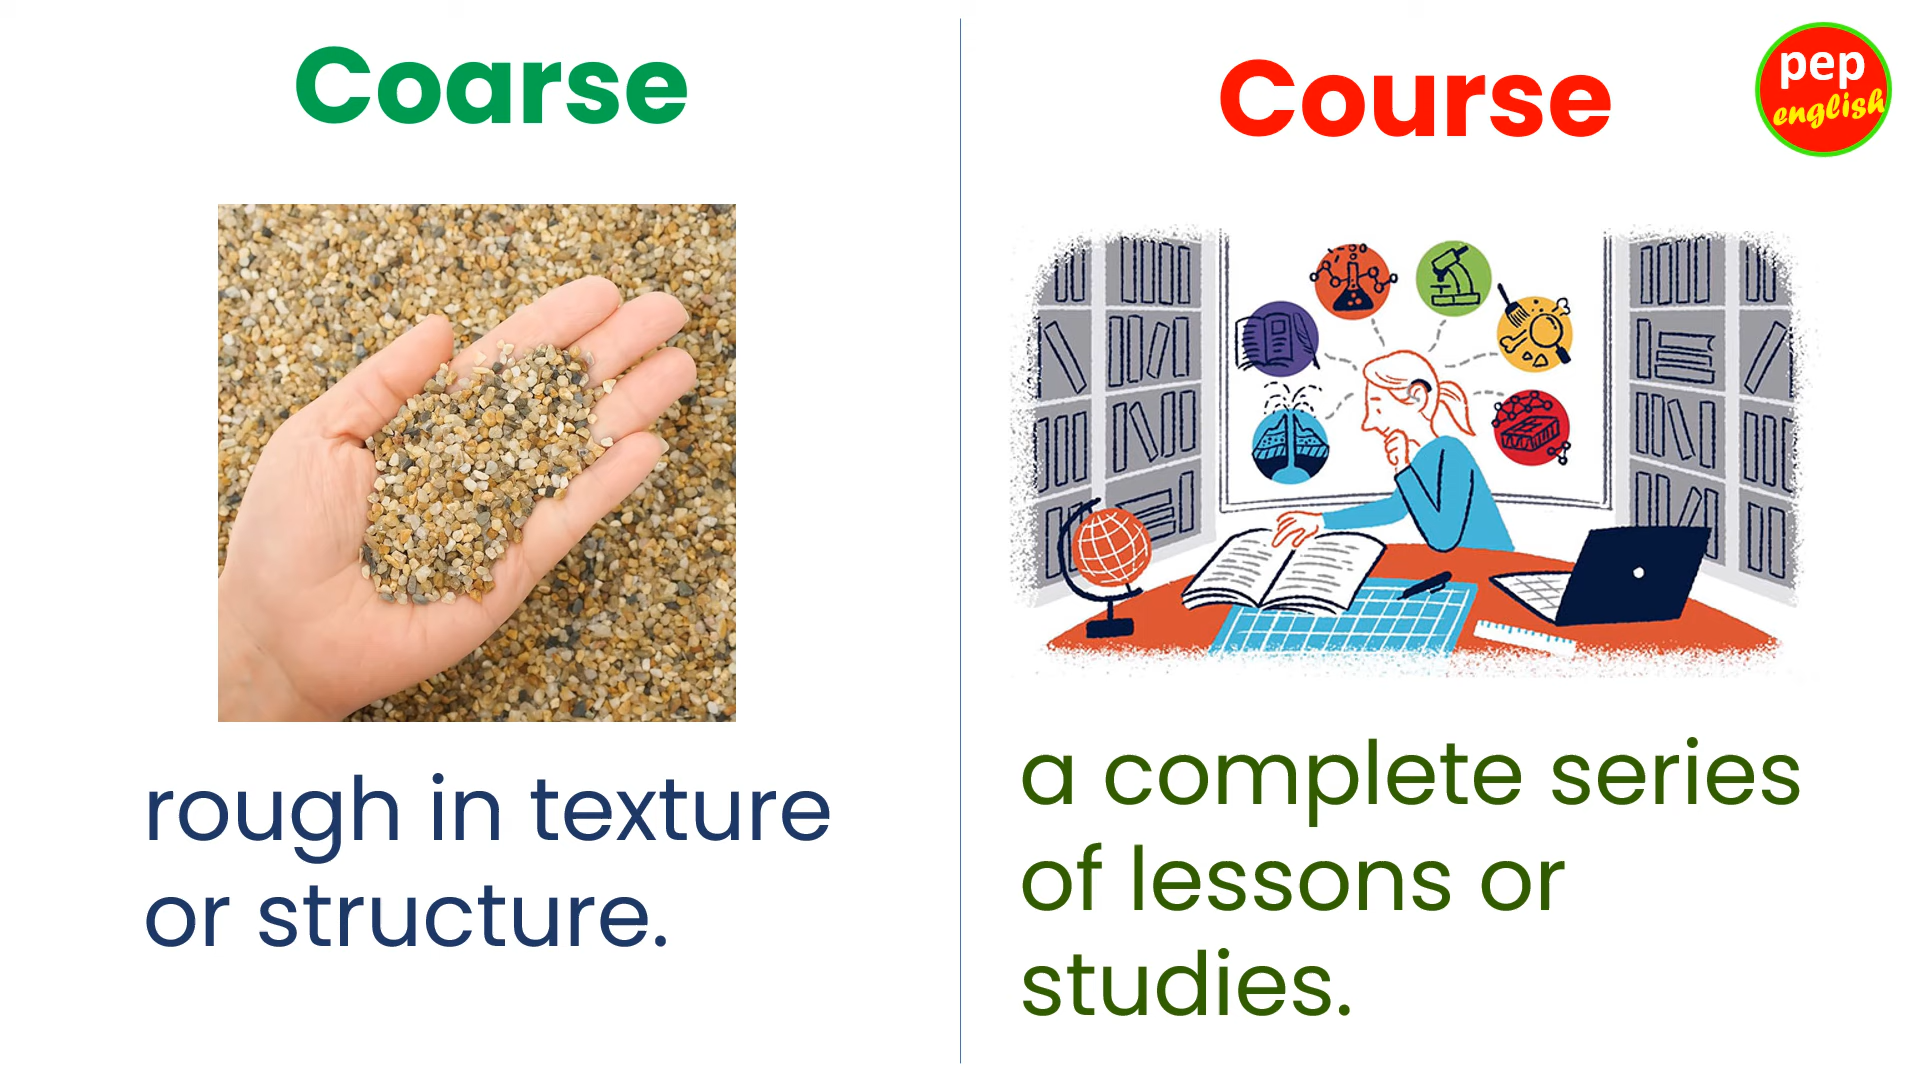 Coarse
rough in texture
or structure.
Course
a complete series
of lessons or
studies.
pep
english